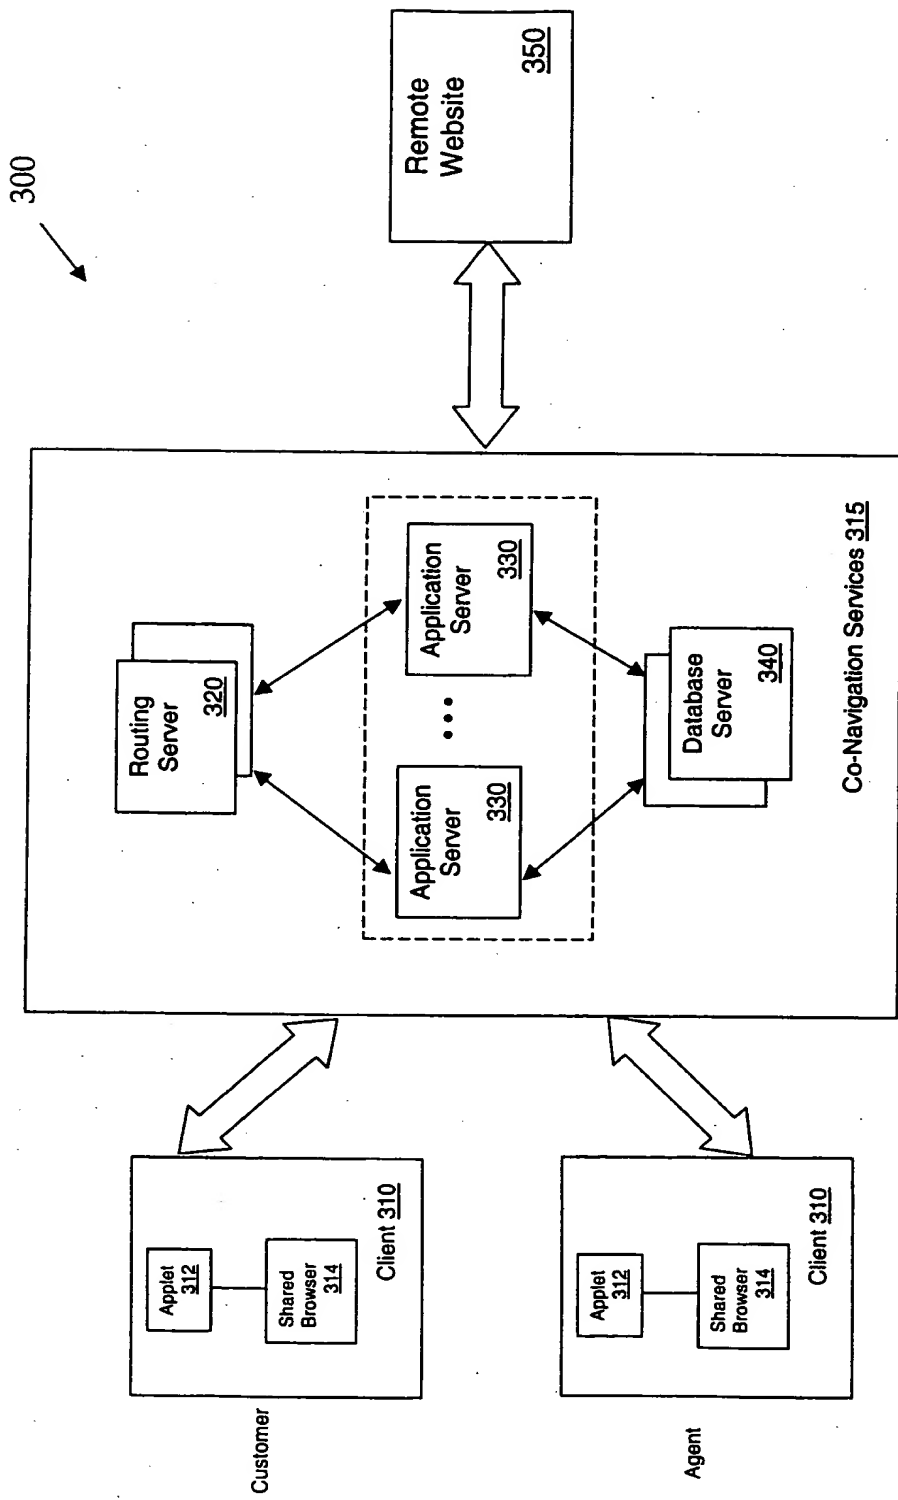 300
Customer
Applet
312
Shared
Browser
314
Client 310
Agent
Applet
312
Shared
Browser
314
Client 310
Routing
Server
320
Application
Server
330
Application
Server
330
Database
Server
340
Co-Navigation Services 315
Remote
Website
350